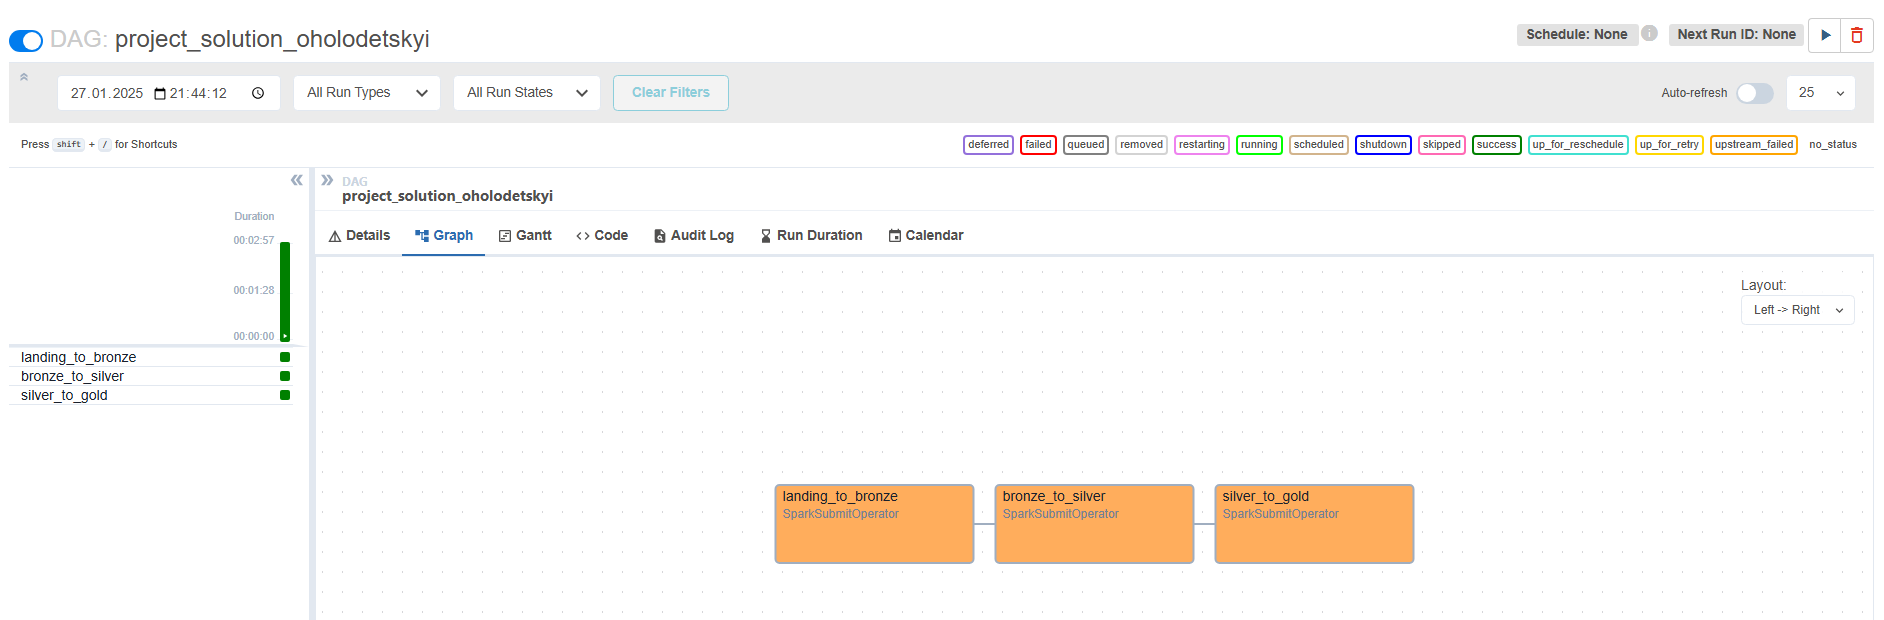 DAG: project_solution_oholodetskyi
Schedule: None i Next Run ID: None
27.01.2025 21:44:12 All Run Types All Run States Clear Filters
Auto-refresh 25
Press shift + / for Shortcuts
deferred failed queued removed restarting running scheduled shutdown skipped success up_for_reschedule up_for_retry upstream_failed no_status
DAG
project_solution_oholodetskyi
Duration
00:02:57
00:01:28
00:00:00
landing_to_bronze
bronze_to_silver
silver_to_gold
Details Graph Gantt Code Audit Log Run Duration Calendar
Layout:
Left -> Right
landing_to_bronze
SparkSubmitOperator
bronze_to_silver
SparkSubmitOperator
silver_to_gold
SparkSubmitOperator